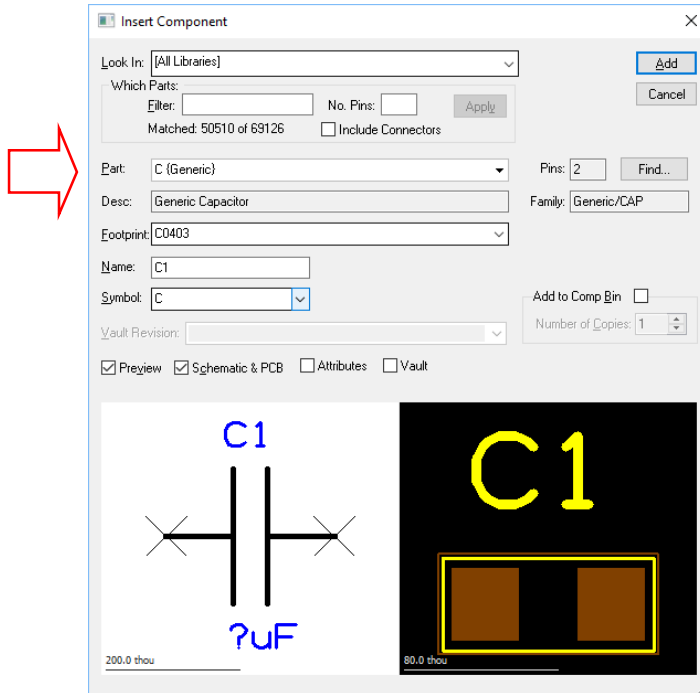 Insert Component
Look In: [All Libraries]
Add
Which Parts:
Filter: No. Pins: Apply
Cancel
Matched: 50510 of 69126 Include Connectors
Part: C {Generic} Pins: 2 Find...
Desc: Generic Capacitor Family: Generic/CAP
Footprint: C0403
Name: C1
Symbol: C Add to Comp Bin
Vault Revision: Number of Copies: 1
Preview Schematic & PCB Attributes Vault
C1
?uF
200.0 thou
C1
80.0 thou